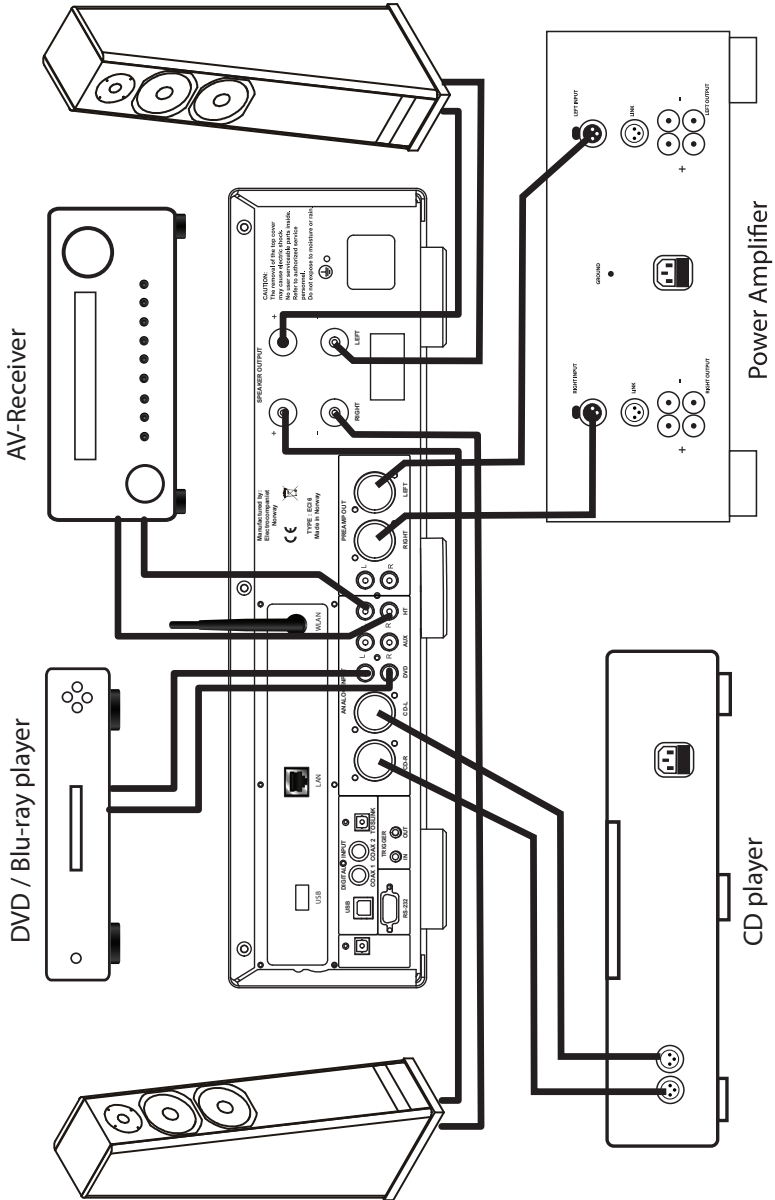 DVD / Blu-ray player
AV-Receiver
USB
LAN
WLAN
Manufactured by :
Electrocompaniet
Norway
CE
TYPE : ECI 6
Made in Norway
SPEAKER OUTPUT
+
+
-
-
RIGHT
LEFT
CAUTION:
The removal of the top cover
may cause electric shock.
No user serviceable parts inside.
Refer to authorized service
personnel.
Do not expose to moisture or rain.
USB
DIGITAL INPUT
COAX 1
COAX 2
TOSLINK
RS-232
TRIGGER
IN
OUT
CD-R
CD-L
L
R
DVD
AUX
R
HT
L
R
PREAMP OUT
RIGHT
LEFT
CD player
RIGHT INPUT
LINK
+
-
RIGHT OUTPUT
GROUND
LEFT INPUT
LINK
+
-
LEFT OUTPUT
Power Amplifier